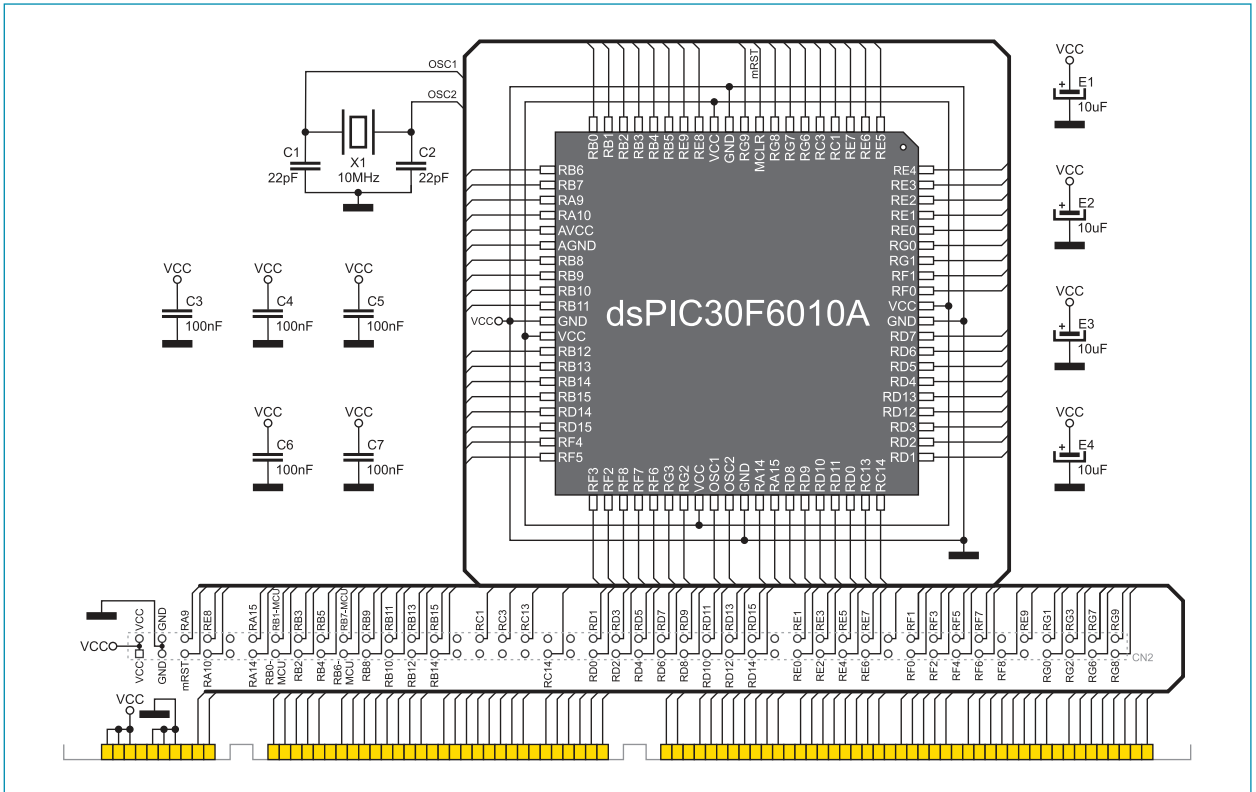 OSC1
OSC2
C1
22pF
X1
10MHz
C2
22pF
VCC
C3
100nF
VCC
C4
100nF
VCC
C5
100nF
VCC
C6
100nF
VCC
C7
100nF
mRST
RB0
RB1
RB2
RB3
RB4
RB5
RE9
RE8
VCC
GND
RG9
MCLR
RG8
RG7
RG6
RC3
RC1
RE7
RE6
RE5
RB6
RB7
RA9
RA10
AVCC
AGND
RB8
RB9
RB10
RB11
VCC
GND
VCC
RB12
RB13
RB14
RB15
RD14
RD15
RF4
RF5
dsPIC30F6010A
RE4
RE3
RE2
RE1
RE0
RG0
RG1
RF1
RF0
VCC
GND
RD7
RD6
RD5
RD4
RD13
RD12
RD3
RD2
RD1
RF3
RF2
RF8
RF7
RF6
RG3
RG2
VCC
OSC1
OSC2
GND
RA14
RA15
RD8
RD9
RD10
RD11
RD0
RC13
RC14
VCC
+
E1
10uF
VCC
+
E2
10uF
VCC
+
E3
10uF
VCC
+
E4
10uF
VCC
VCC
GND
RA9
RE8
RA15
RB1-MCU
RB3
RB5
RB7-MCU
RB9
RB11
RB13
RB15
RC1
RC3
RC13
RD1
RD3
RD5
RD7
RD9
RD11
RD13
RD15
RE1
RE3
RE5
RE7
RF1
RF3
RF5
RF7
RE9
RG1
RG3
RG7
RG9
VCC
GND
mRST
RA10
RA14
RB0-
MCU
RB2
RB4
RB6-
MCU
RB8
RB10
RB12
RB14
RC14
RD0
RD2
RD4
RD6
RD8
RD10
RD12
RD14
RE0
RE2
RE4
RE6
RF0
RF2
RF4
RF6
RF8
RG0
RG2
RG6
RG8
CN2
VCC